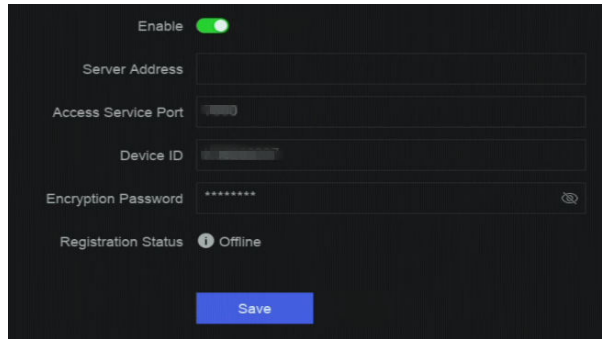 Enable
Server Address
Access Service Port
Device ID
Encryption Password ********
Registration Status Offline
Save